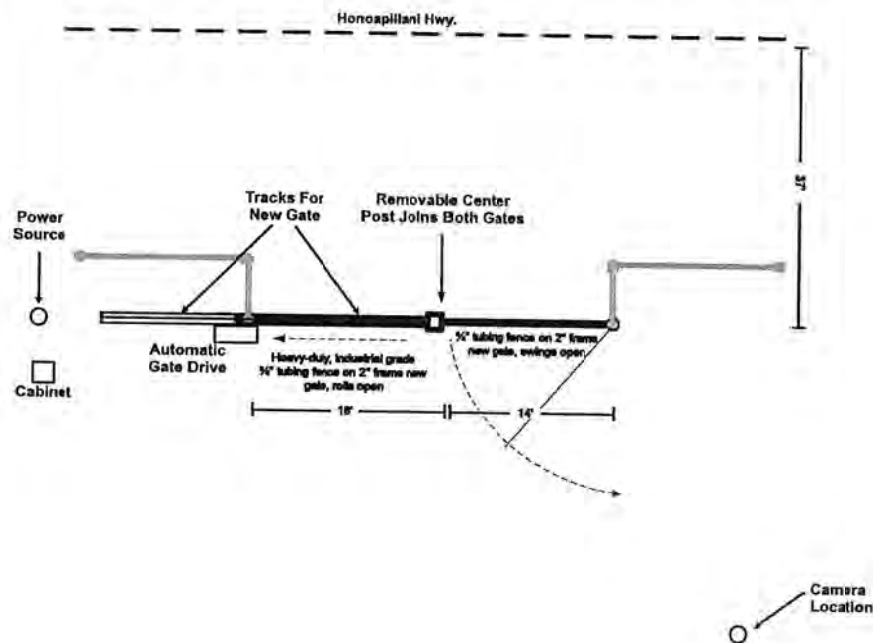 Honoapiilani Hwy.
37'
Tracks For
New Gate
Removable Center
Post Joins Both Gates
Power
Source
Automatic
Gate Drive
Heavy-duty, industrial grade
¾" tubing fence on 2" frame new
gate, rolls open
¾" tubing fence on 2" frame
new gate, swings open
Cabinet
16'
14'
Camera
Location